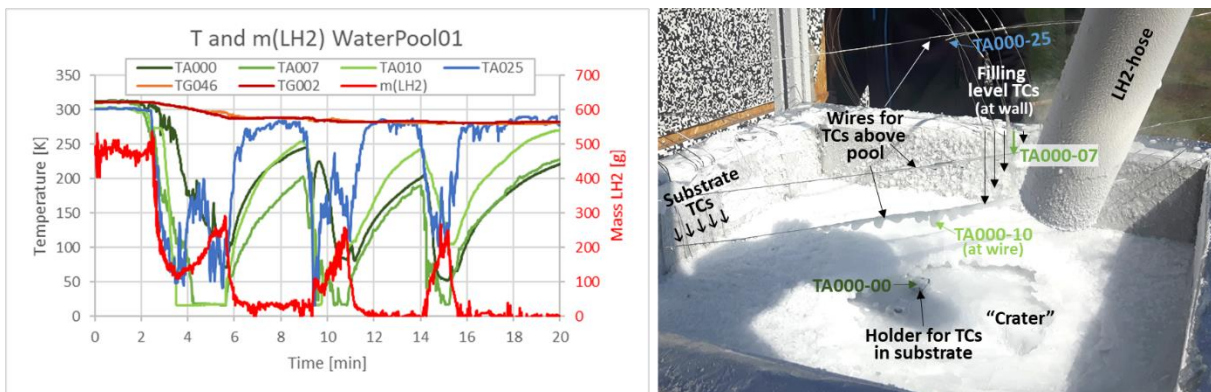 T and m(LH2) WaterPool01
TA000 TA007 TA010 TA025
TG046 TG002 m(LH2)
Temperature [K]
350
300
250
200
150
100
50
0
0 2 4 6 8 10 12 14 16 18 20
Time [min]
700
600
500
400
300
200
100
0
Mass LH2 [g]
TA000-25
Filling
level TCs
(at wall)
LH2-hose
Wires for
TCs above
pool
TA000-07
Substrate
TCs
TA000-10
(at wire)
TA000-00
"Crater"
Holder for TCs
in substrate